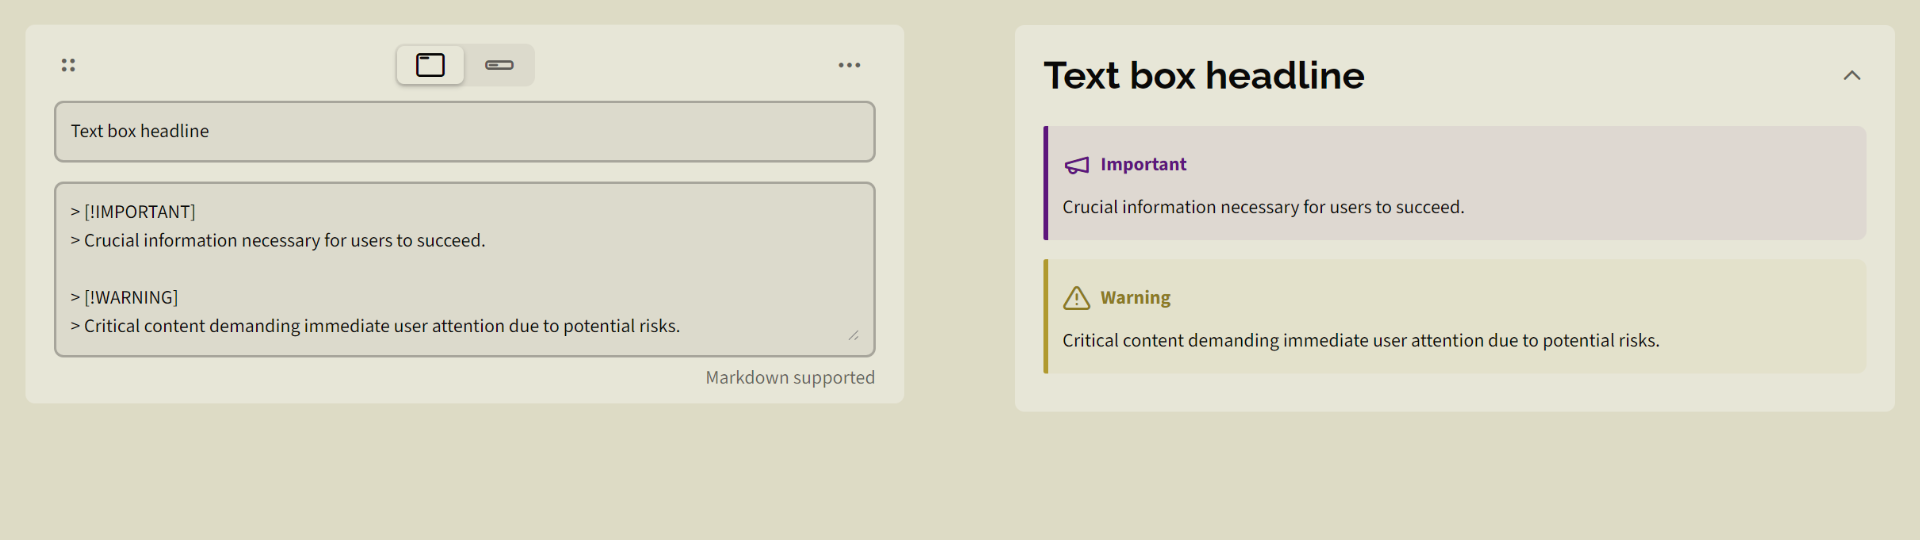 Text box headline
> [!IMPORTANT]
> Crucial information necessary for users to succeed.
> [!WARNING]
> Critical content demanding immediate user attention due to potential risks.
Markdown supported
Text box headline
Important
Crucial information necessary for users to succeed.
Warning
Critical content demanding immediate user attention due to potential risks.